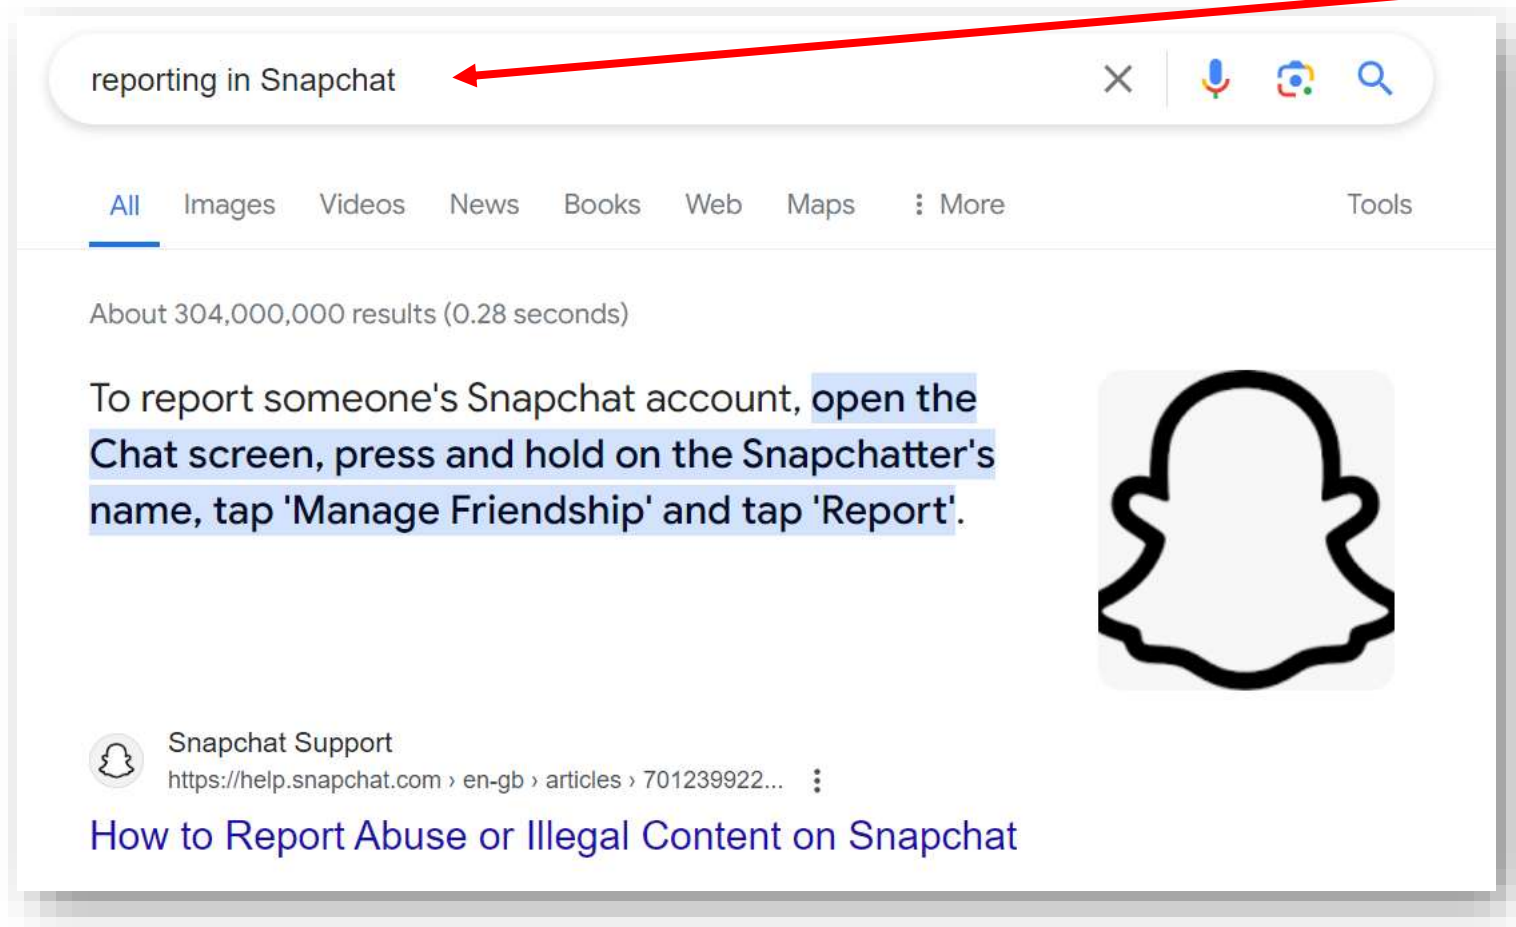 reporting in Snapchat
All Images Videos News Books Web Maps More Tools
About 304,000,000 results (0.28 seconds)
To report someone's Snapchat account, open the
Chat screen, press and hold on the Snapchatter's
name, tap 'Manage Friendship' and tap 'Report'.
Snapchat Support
https://help.snapchat.com › en-gb › articles › 701239922...
How to Report Abuse or Illegal Content on Snapchat